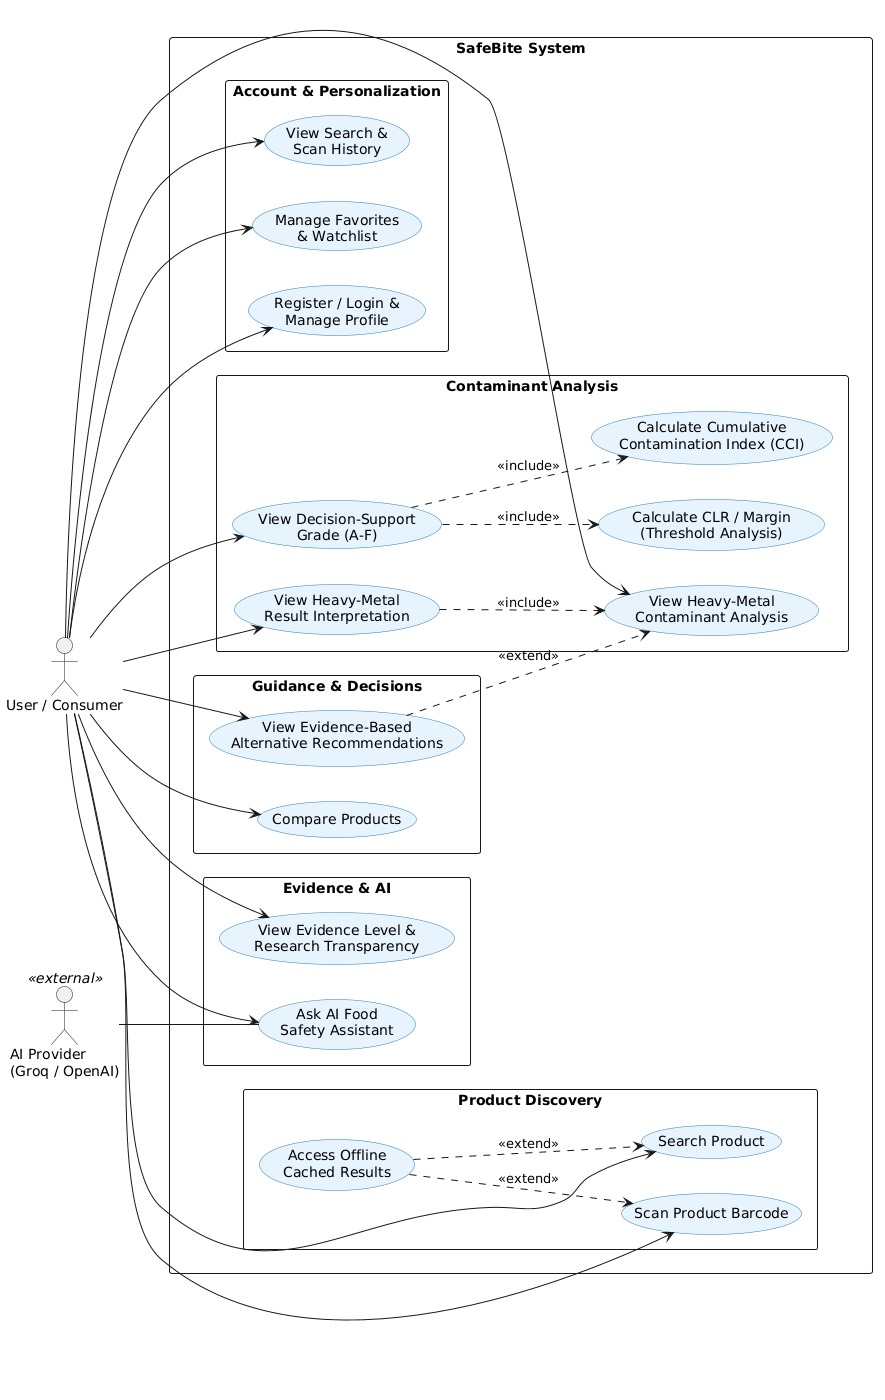 SafeBite System
Account & Personalization
View Search &
Scan History
Manage Favorites
& Watchlist
Register / Login &
Manage Profile
Contaminant Analysis
Calculate Cumulative
Contamination Index (CCI)
«include»
View Decision-Support
Grade (A-F)
«include»
Calculate CLR / Margin
(Threshold Analysis)
View Heavy-Metal
Result Interpretation
«include»
View Heavy-Metal
Contaminant Analysis
«extend»
User / Consumer
Guidance & Decisions
View Evidence-Based
Alternative Recommendations
Compare Products
Evidence & AI
View Evidence Level &
Research Transparency
«external»
AI Provider
(Groq / OpenAI)
Ask AI Food
Safety Assistant
Product Discovery
Access Offline
Cached Results
«extend»
Search Product
«extend»
Scan Product Barcode